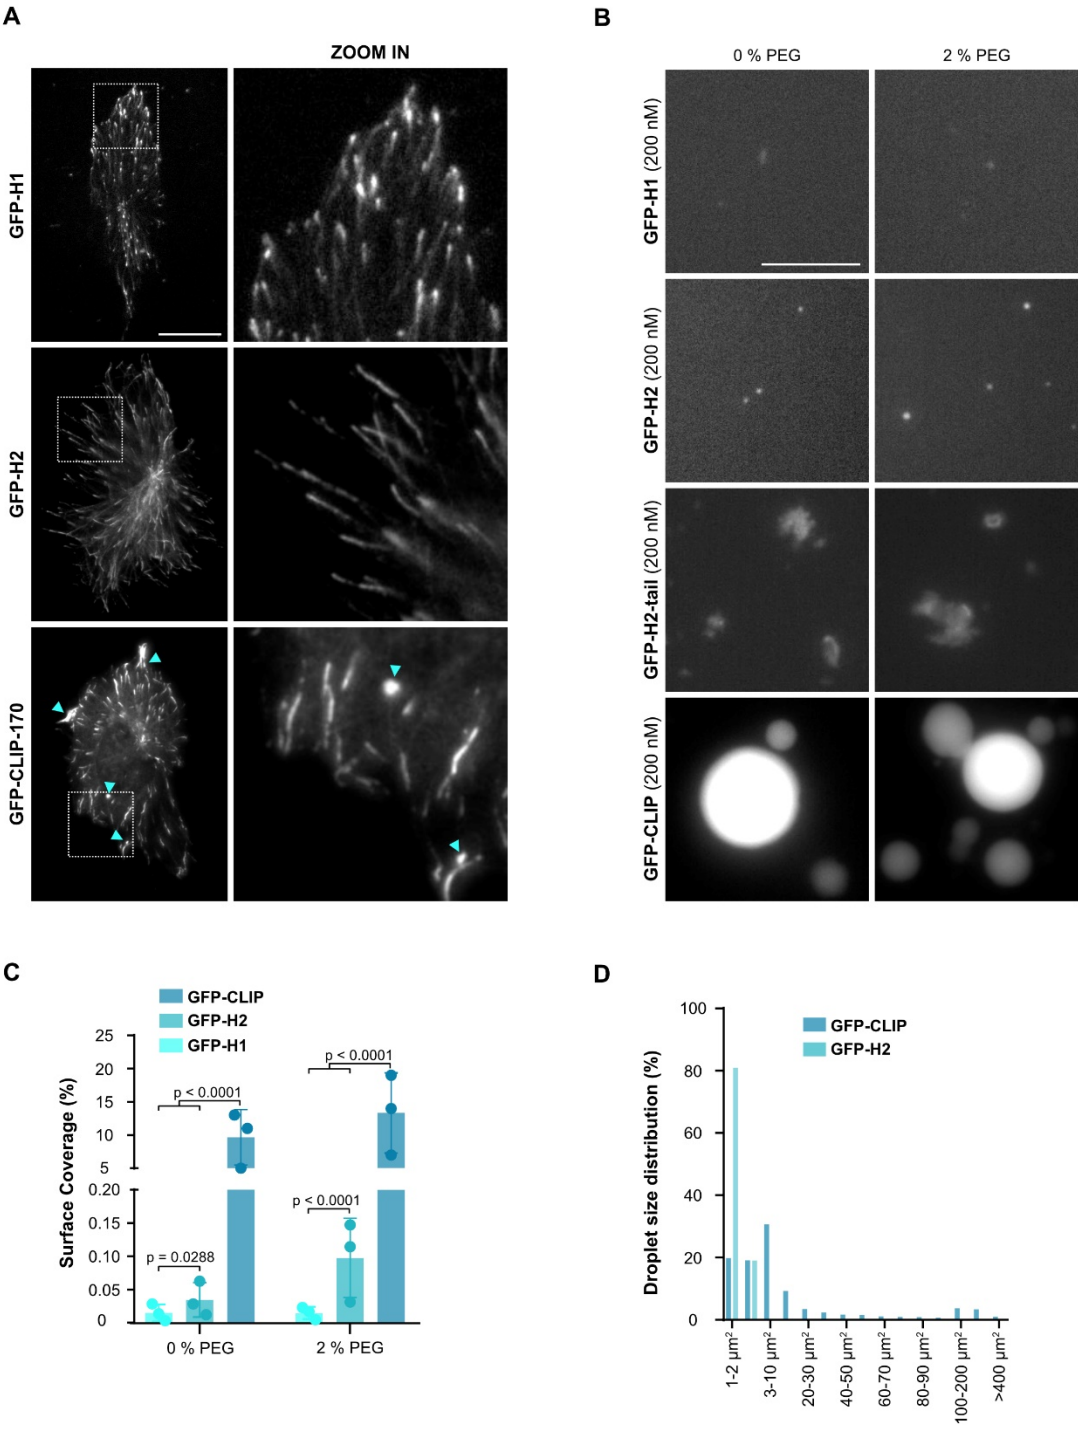 A
ZOOM IN
GFP-H1
GFP-H2
GFP-CLIP-170
B
0 % PEG
2 % PEG
GFP-H1 (200 nM)
GFP-H2 (200 nM)
GFP-H2-tail (200 nM)
GFP-CLIP (200 nM)
C
GFP-CLIP
GFP-H2
GFP-H1
Surface Coverage (%)
25
20
15
10
5
0.20
0.15
0.10
0.05
0
p < 0.0001
p = 0.0288
p < 0.0001
p < 0.0001
0 % PEG
2 % PEG
D
GFP-CLIP
GFP-H2
Droplet size distribution (%)
100
80
60
40
20
0
1-2 µm²
3-10 µm²
20-30 µm²
40-50 µm²
60-70 µm²
80-90 µm²
100-200 µm²
>400 µm²